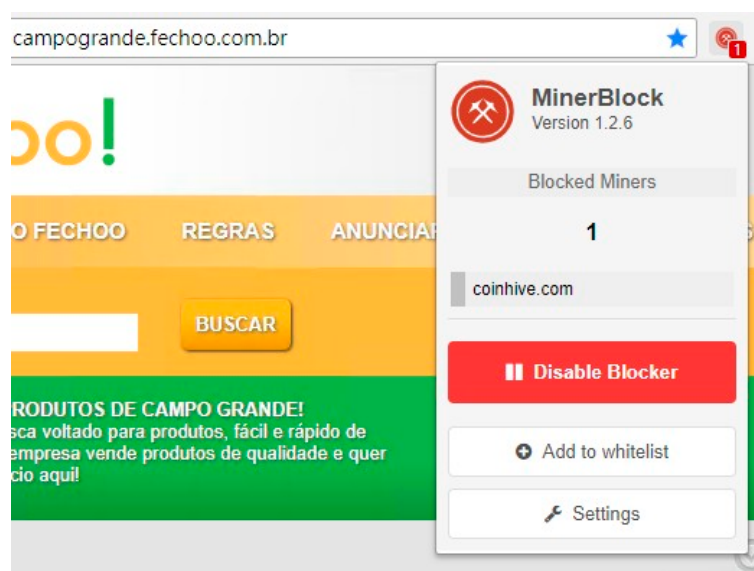 campogrande.fechoo.com.br
1
oo!
MinerBlock
Version 1.2.6
Blocked Miners
1
coinhive.com
Disable Blocker
Add to whitelist
Settings
O FECHOO REGRAS ANUNCIAR
BUSCAR
RODUTOS DE CAMPO GRANDE!
sca voltado para produtos, fácil e rápido de
empresa vende produtos de qualidade e quer
cio aqui!